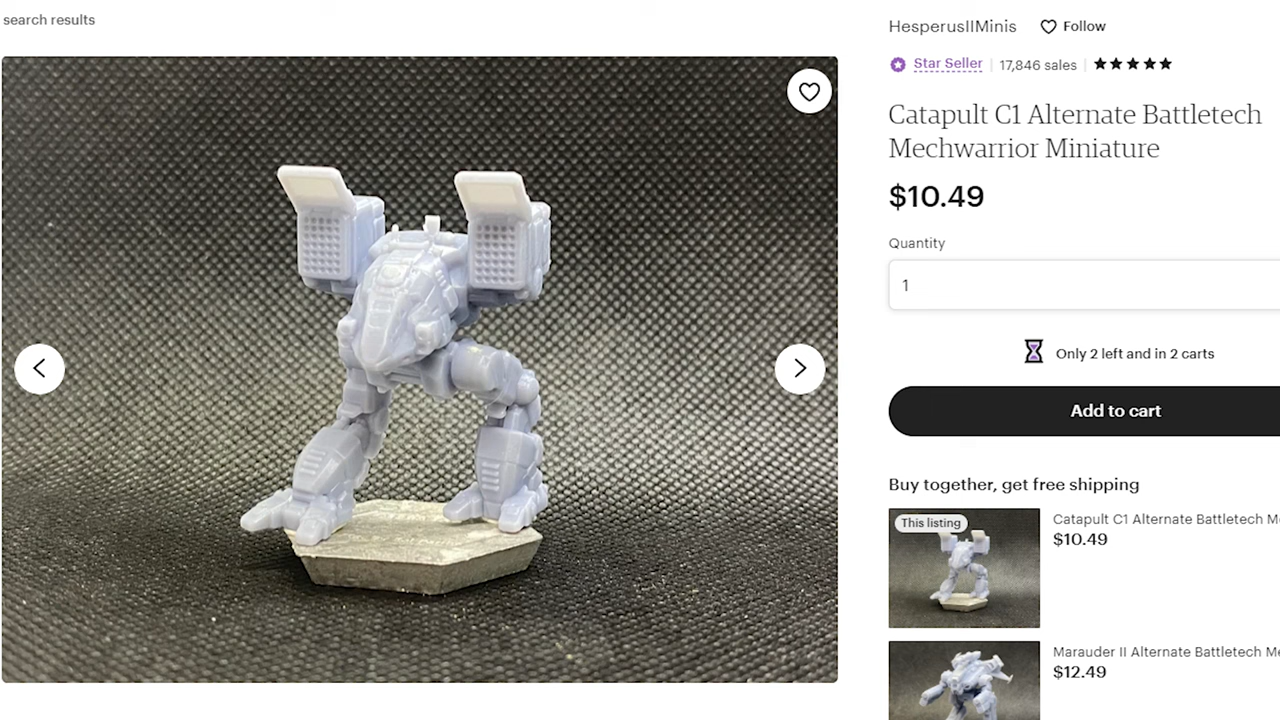 search results
HesperusIIMinis
Follow
Star Seller
17,846 sales
Catapult C1 Alternate Battletech
Mechwarrior Miniature
$10.49
Quantity
1
Only 2 left and in 2 carts
Add to cart
Buy together, get free shipping
This listing
Catapult C1 Alternate Battletech
$10.49
Marauder II Alternate Battletech
$12.49